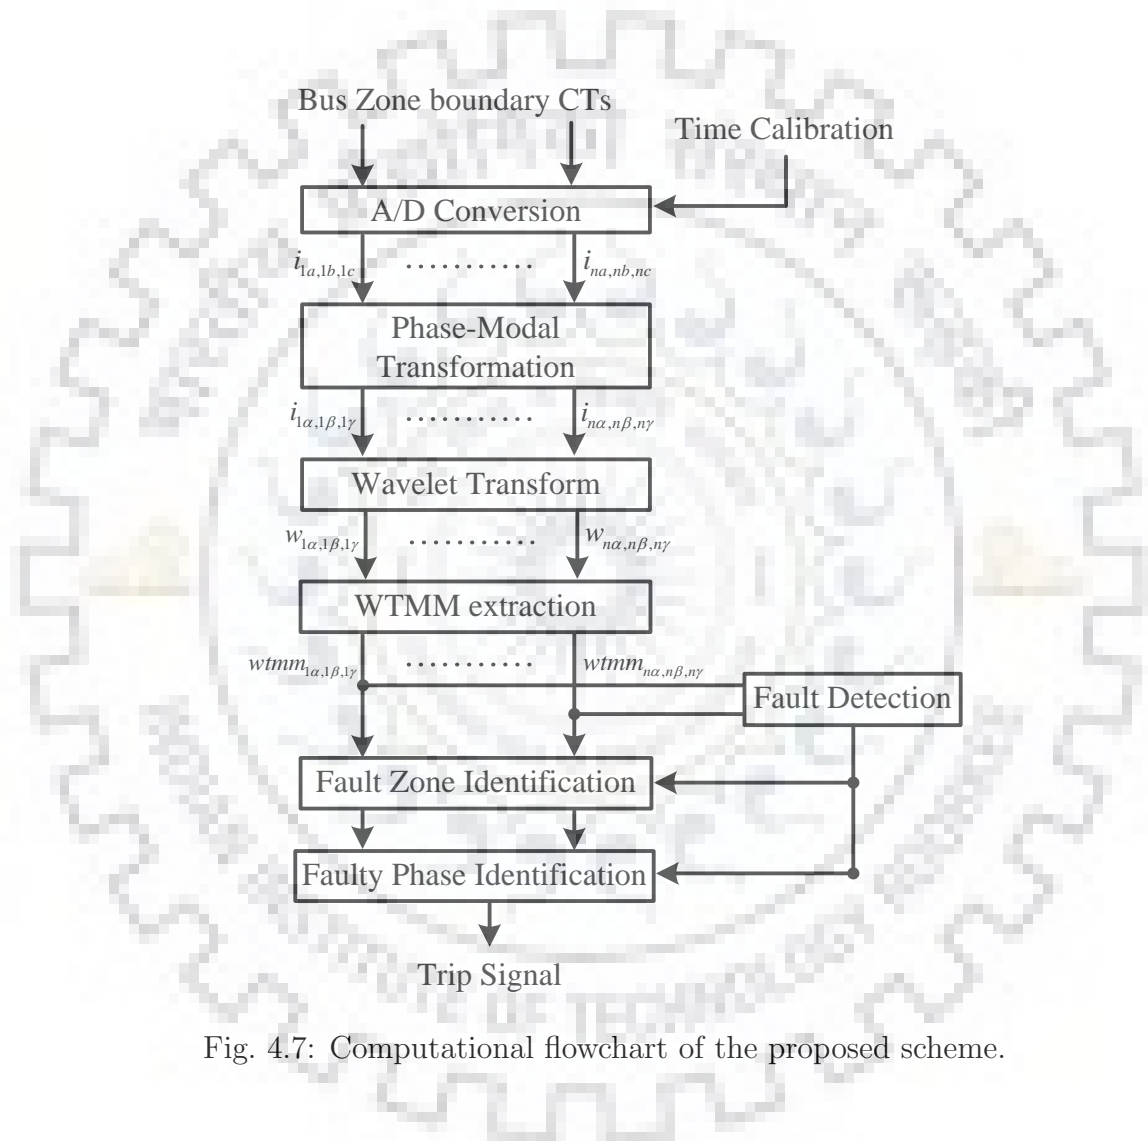 Bus Zone boundary CTs
Time Calibration
A/D Conversion
i1a,1b,1c ........... ina,nb,nc
Phase-Modal
Transformation
i1α,1β,1γ ........... inα,nβ,nγ
Wavelet Transform
w1α,1β,1γ ........... wnα,nβ,nγ
WTMM extraction
wtmm1α,1β,1γ ........... wtmmnα,nβ,nγ
Fault Detection
Fault Zone Identification
Faulty Phase Identification
Trip Signal
Fig. 4.7: Computational flowchart of the proposed scheme.